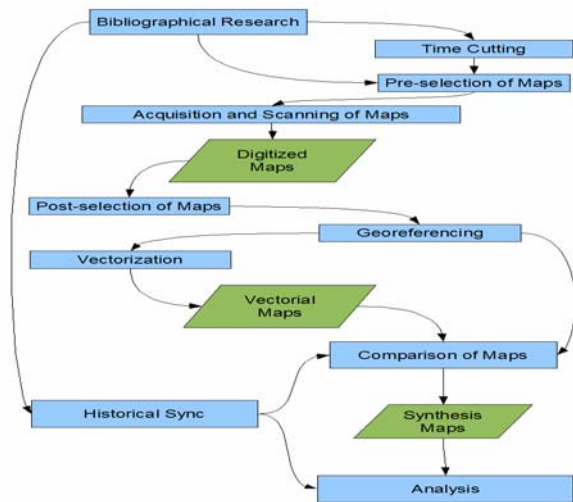 Bibliographical Research
Time Cutting
Pre-selection of Maps
Acquisition and Scanning of Maps
Digitized
Maps
Post-selection of Maps
Georeferencing
Vectorization
Vectorial
Maps
Comparison of Maps
Historical Sync
Synthesis
Maps
Analysis